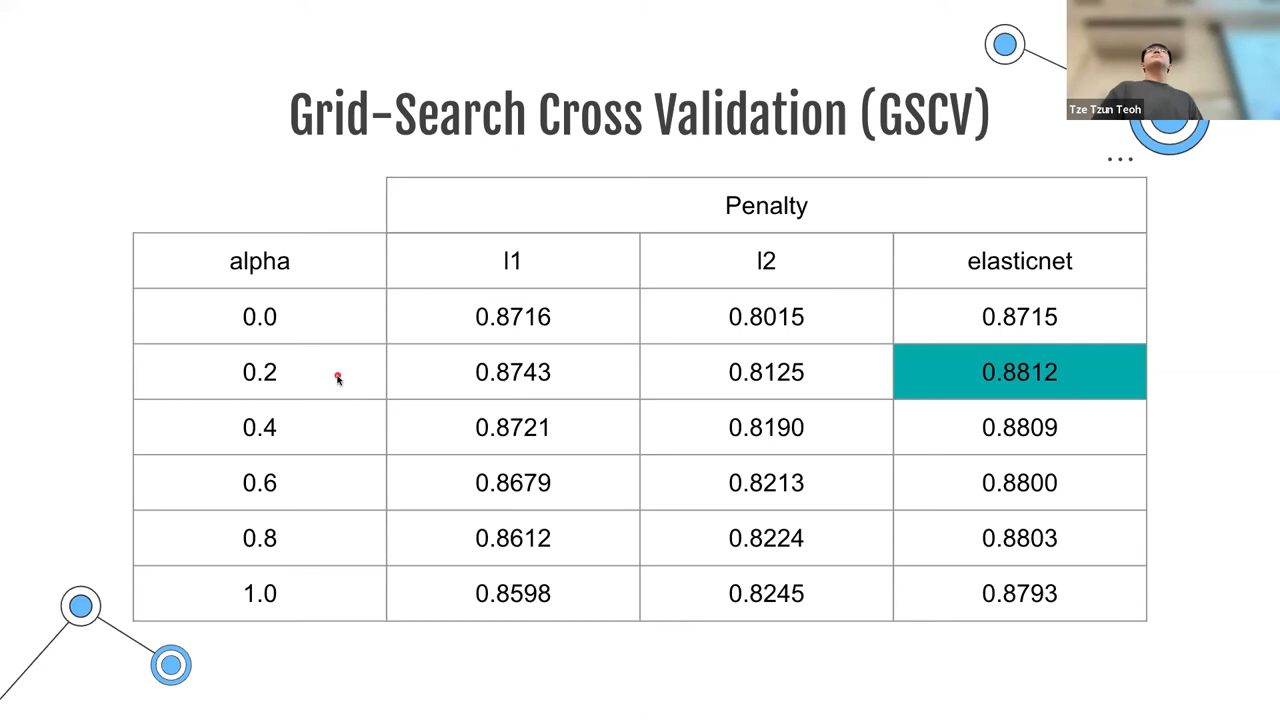 Tze Tzun Teoh
Grid-Search Cross Validation (GSCV)
...
Penalty
alpha l1 l2 elasticnet
0.0 0.8716 0.8015 0.8715
0.2 0.8743 0.8125 0.8812
0.4 0.8721 0.8190 0.8809
0.6 0.8679 0.8213 0.8800
0.8 0.8612 0.8224 0.8803
1.0 0.8598 0.8245 0.8793